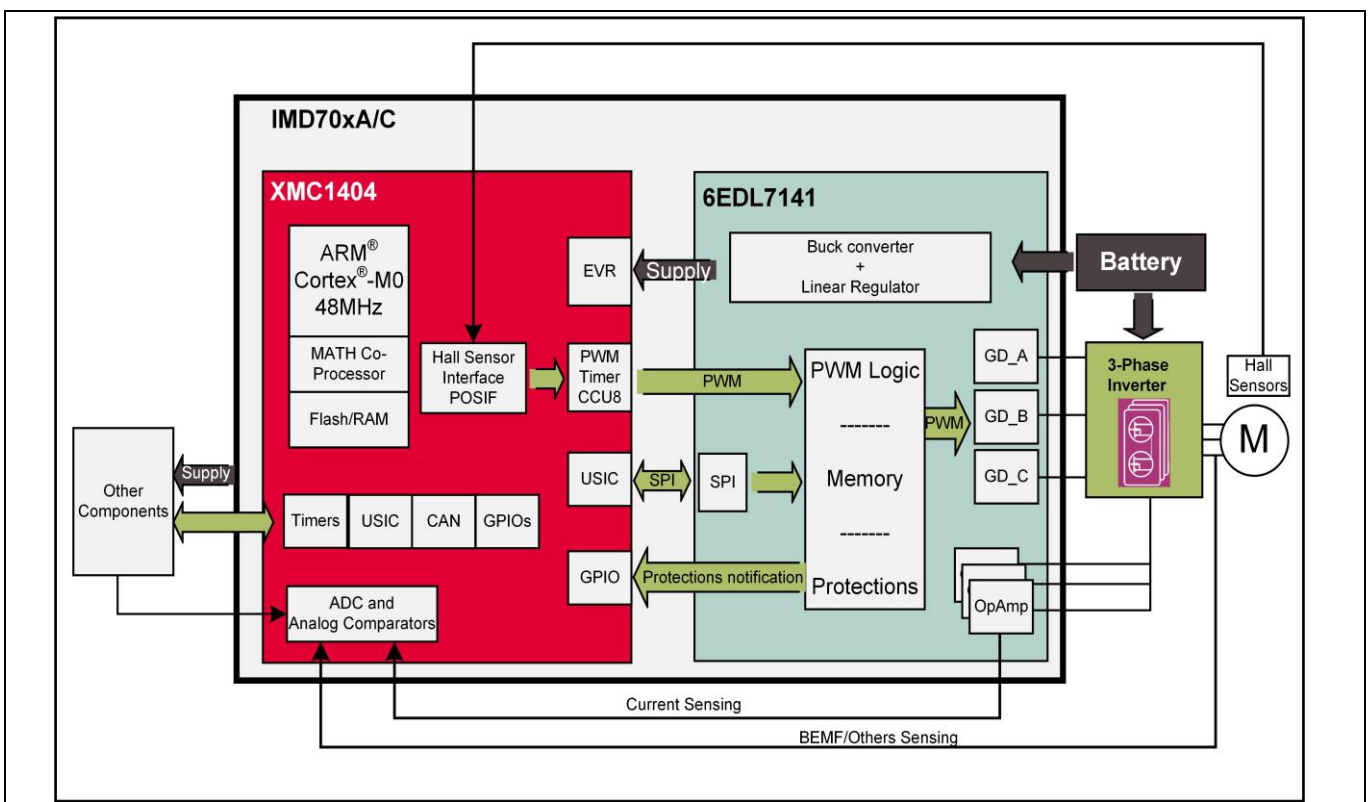 IMD70xA/C
XMC1404
6EDL7141
ARM®
Cortex®-M0
48MHz
MATH Co-
Processor
Flash/RAM
Hall Sensor
Interface
POSIF
EVR
Supply
Buck converter
+
Linear Regulator
Battery
PWM
Timer
CCU8
PWM
PWM Logic
-------
Memory
-------
Protections
PWM
GD_A
GD_B
GD_C
3-Phase
Inverter
Hall
Sensors
M
USIC
SPI
SPI
Supply
Other
Components
Timers
USIC
CAN
GPIOs
GPIO
Protections notification
OpAmp
ADC and
Analog Comparators
Current Sensing
BEMF/Others Sensing